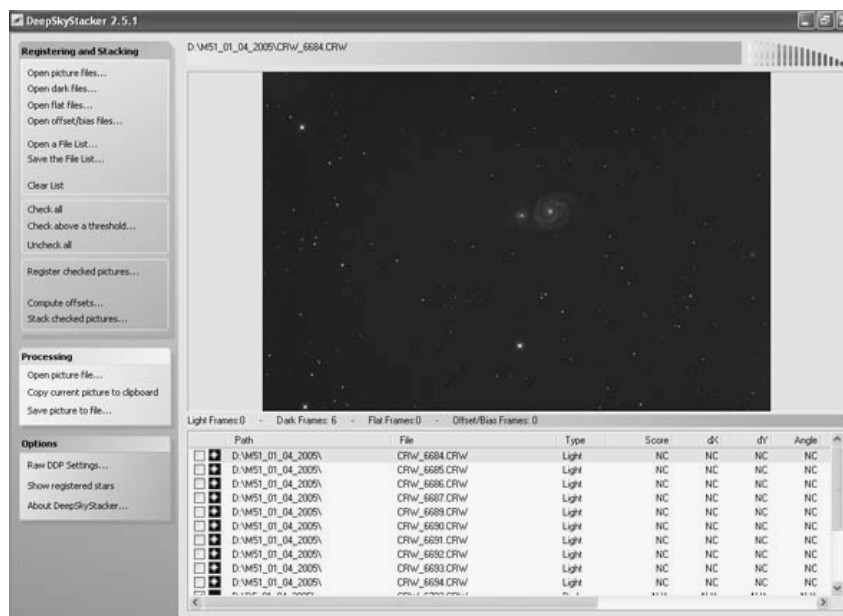 DeepSkyStacker 2.5.1
Registering and Stacking
Open picture files...
Open dark files...
Open flat files...
Open offset/bias files...
Open a File List...
Save the File List...
Clear List
Check all
Check above a threshold...
Uncheck all
Register checked pictures...
Compute offsets...
Stack checked pictures...
Processing
Open picture file...
Copy current picture to clipboard
Save picture to file...
Options
Raw DDP Settings...
Show registered stars
About DeepSkyStacker...
D:\M51_01_04_2005\CRW_6684.CRW
Light Frames:0 - Dark Frames: 6 - Flat Frames:0 - Offset/Bias Frames: 0
Path File Type Score dX dY Angle
D:\M51_01_04_2005\ CRW_6684.CRW Light NC NC NC NC
D:\M51_01_04_2005\ CRW_6685.CRW Light NC NC NC NC
D:\M51_01_04_2005\ CRW_6686.CRW Light NC NC NC NC
D:\M51_01_04_2005\ CRW_6687.CRW Light NC NC NC NC
D:\M51_01_04_2005\ CRW_6689.CRW Light NC NC NC NC
D:\M51_01_04_2005\ CRW_6690.CRW Light NC NC NC NC
D:\M51_01_04_2005\ CRW_6691.CRW Light NC NC NC NC
D:\M51_01_04_2005\ CRW_6692.CRW Light NC NC NC NC
D:\M51_01_04_2005\ CRW_6693.CRW Light NC NC NC NC
D:\M51_01_04_2005\ CRW_6694.CRW Light NC NC NC NC